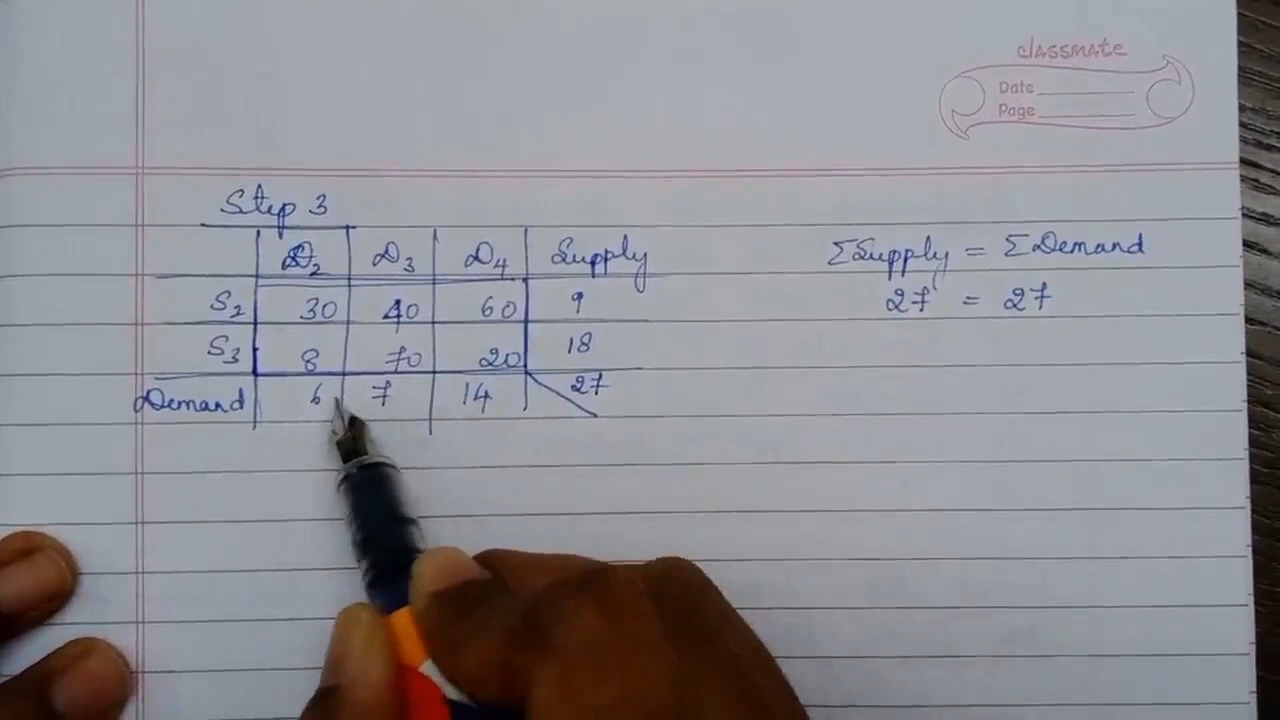 classmate
Date
Page
Step 3
D₂ D₃ D₄ Supply
S₂ 30 40 60 9
S₃ 8 70 20 18
Demand 6 7 14 27
ΣSupply = ΣDemand
27 = 27